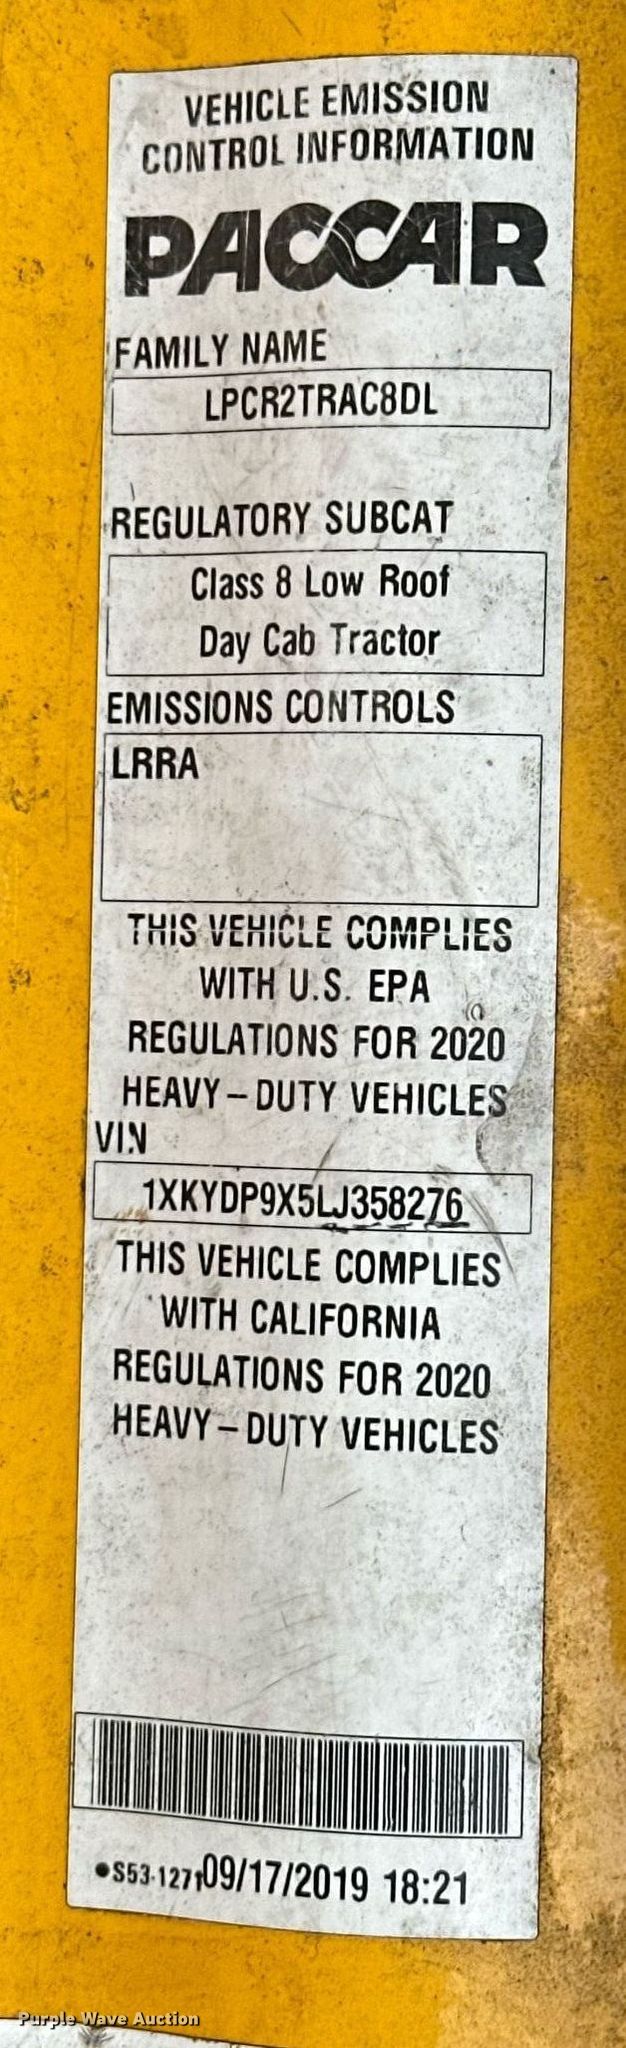 VEHICLE EMISSION
CONTROL INFORMATION
PACCAR
FAMILY NAME
LPCR2TRAC8DL
REGULATORY SUBCAT
Class 8 Low Roof
Day Cab Tractor
EMISSIONS CONTROLS
LRRA
THIS VEHICLE COMPLIES
WITH U.S. EPA
REGULATIONS FOR 2020
HEAVY-DUTY VEHICLES
VIN
1XKYDP9X5LJ358276
THIS VEHICLE COMPLIES
WITH CALIFORNIA
REGULATIONS FOR 2020
HEAVY-DUTY VEHICLES
●S53-1271 09/17/2019 18:21
Purple Wave Auction